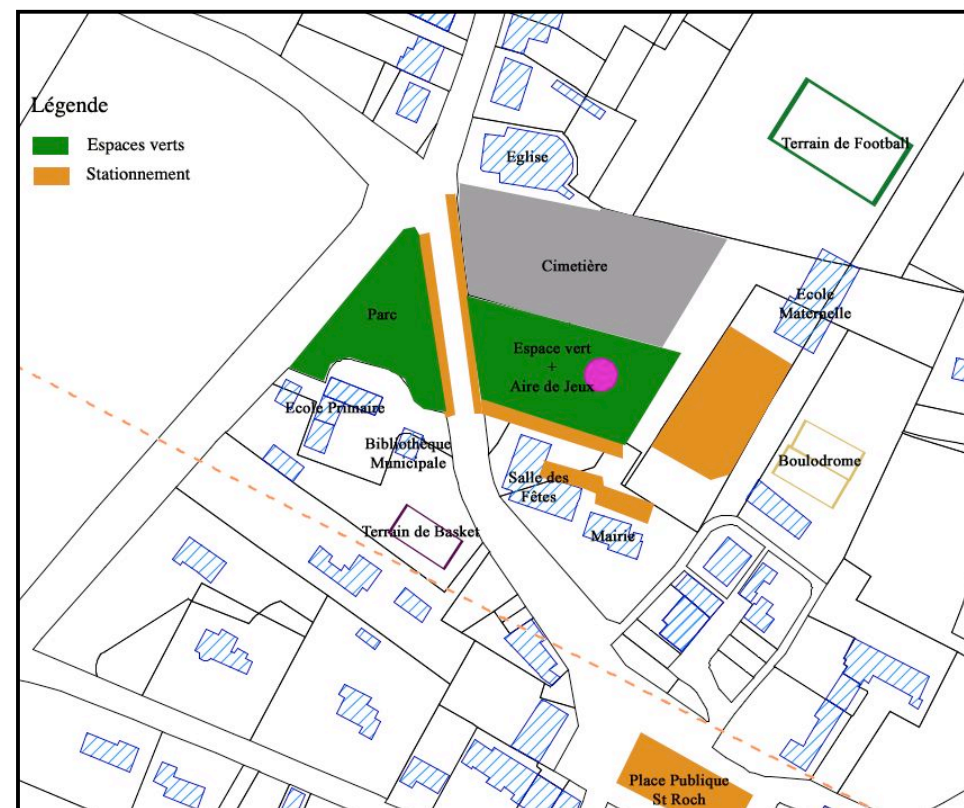 Légende
Espaces verts
Stationnement
Eglise
Terrain de Football
Cimetière
Ecole
Maternelle
Parc
Espace vert
+
Aire de Jeux
Ecole Primaire
Bibliothèque
Municipale
Boulodrome
Salle des
Fêtes
Terrain de Basket
Mairie
Place Publique
St Roch